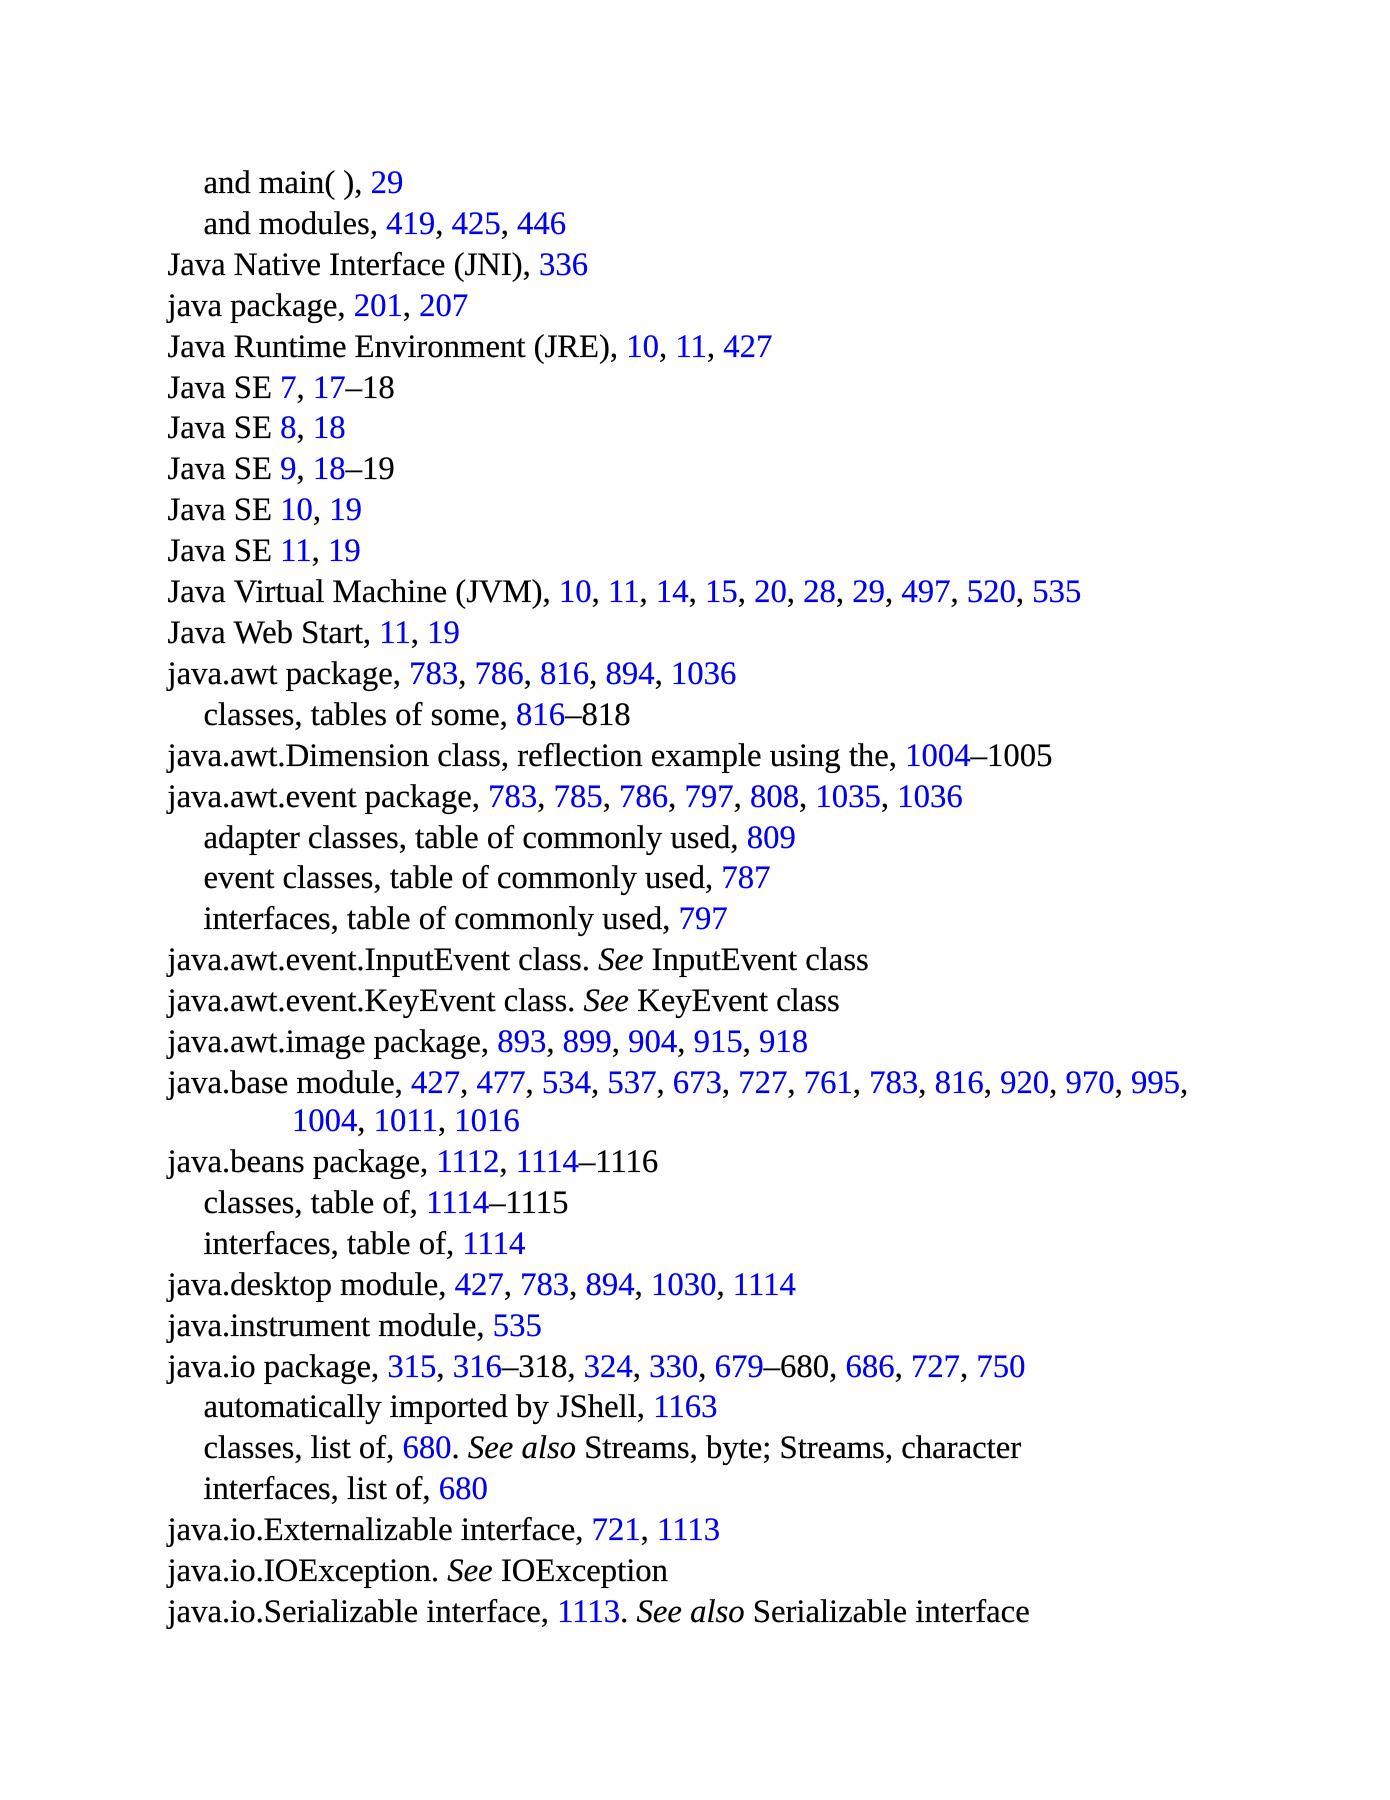 and main( ), 29
and modules, 419, 425, 446
Java Native Interface (JNI), 336
java package, 201, 207
Java Runtime Environment (JRE), 10, 11, 427
Java SE 7, 17–18
Java SE 8, 18
Java SE 9, 18–19
Java SE 10, 19
Java SE 11, 19
Java Virtual Machine (JVM), 10, 11, 14, 15, 20, 28, 29, 497, 520, 535
Java Web Start, 11, 19
java.awt package, 783, 786, 816, 894, 1036
classes, tables of some, 816–818
java.awt.Dimension class, reflection example using the, 1004–1005
java.awt.event package, 783, 785, 786, 797, 808, 1035, 1036
adapter classes, table of commonly used, 809
event classes, table of commonly used, 787
interfaces, table of commonly used, 797
java.awt.event.InputEvent class. See InputEvent class
java.awt.event.KeyEvent class. See KeyEvent class
java.awt.image package, 893, 899, 904, 915, 918
java.base module, 427, 477, 534, 537, 673, 727, 761, 783, 816, 920, 970, 995,
1004, 1011, 1016
java.beans package, 1112, 1114–1116
classes, table of, 1114–1115
interfaces, table of, 1114
java.desktop module, 427, 783, 894, 1030, 1114
java.instrument module, 535
java.io package, 315, 316–318, 324, 330, 679–680, 686, 727, 750
automatically imported by JShell, 1163
classes, list of, 680. See also Streams, byte; Streams, character
interfaces, list of, 680
java.io.Externalizable interface, 721, 1113
java.io.IOException. See IOException
java.io.Serializable interface, 1113. See also Serializable interface